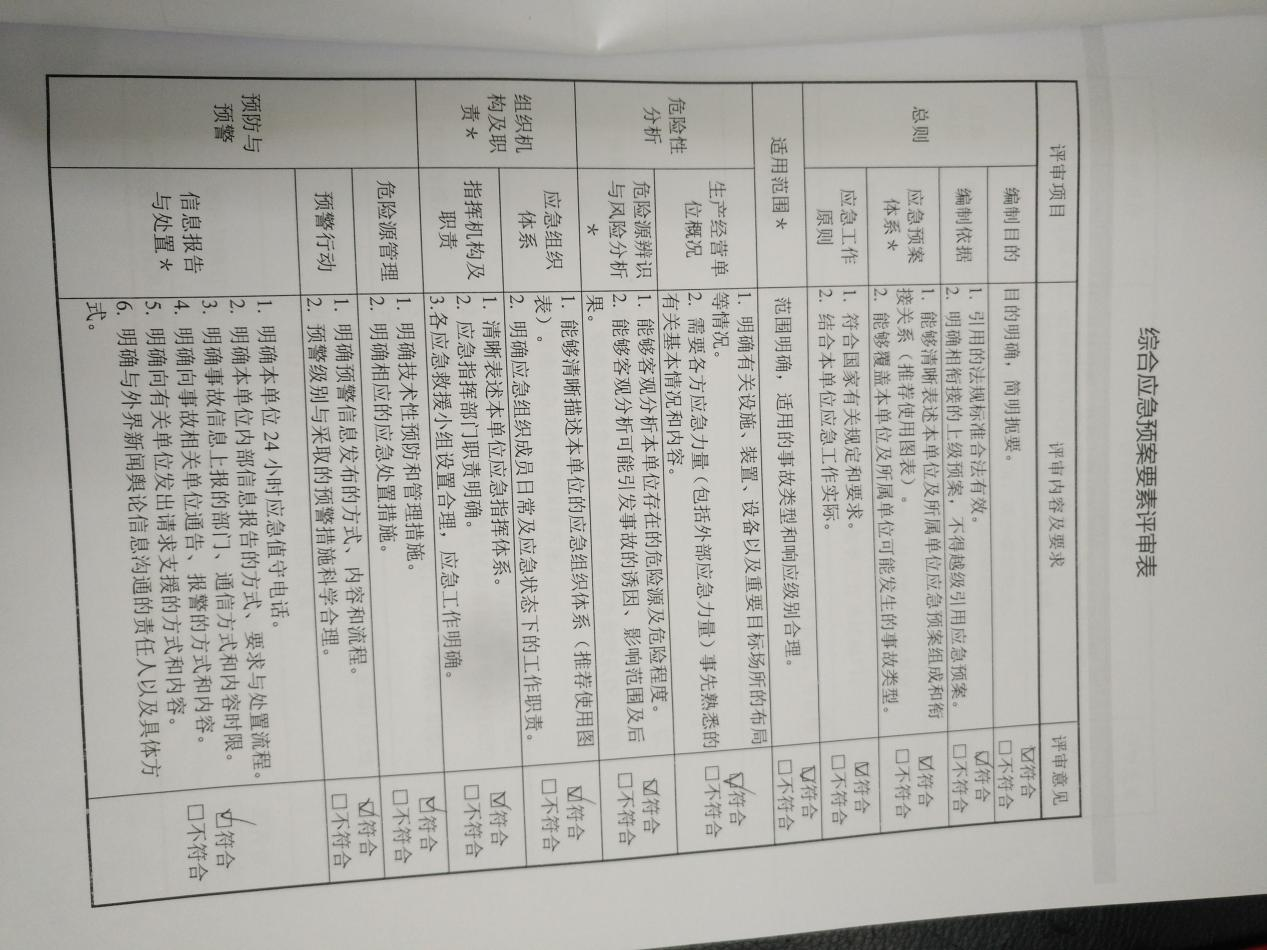 综合应急预案要素评审表
评审项目
评审内容及要求
评审意见
总则
编制目的
目的明确，简明扼要。
☑符合
□不符合
编制依据
1. 引用的法规标准合法有效。
2. 明确相衔接的上级预案，不得越级引用应急预案。
☑符合
□不符合
应急预案
体系*
1. 能够清晰表述本单位及所属单位应急预案组成和衔
接关系（推荐使用图表）。
2. 能够覆盖本单位及所属单位可能发生的事故类型。
☑符合
□不符合
应急工作
原则
1. 符合国家有关规定和要求。
2. 结合本单位应急工作实际。
☑符合
□不符合
适用范围*
范围明确，适用的事故类型和响应级别合理。
☑符合
□不符合
危险性
分析
生产经营单
位概况
1. 明确有关设施、装置、设备以及重要目标场所的布局
等情况。
2. 需要各方应急力量（包括外部应急力量）事先熟悉的
有关基本情况和内容。
☑符合
□不符合
危险源辨识
与风险分析
*
1. 能够客观分析本单位存在的危险源及危险程度。
2. 能够客观分析可能引发事故的诱因、影响范围及后
果。
☑符合
□不符合
组织机
构及职
责*
应急组织
体系
1. 能够清晰描述本单位的应急组织体系（推荐使用图
表）。
2. 明确应急组织成员日常及应急状态下的工作职责。
☑符合
□不符合
指挥机构及
职责
1. 清晰表述本单位应急指挥体系。
2. 应急指挥部门职责明确。
3.各应急救援小组设置合理，应急工作明确。
☑符合
□不符合
预防与
预警
危险源管理
1. 明确技术性预防和管理措施。
2. 明确相应的应急处置措施。
☑符合
□不符合
预警行动
1. 明确预警信息发布的方式、内容和流程。
2. 预警级别与采取的预警措施科学合理。
☑符合
□不符合
信息报告
与处置*
1. 明确本单位24小时应急值守电话。
2. 明确本单位内部信息报告的方式、要求与处置流程。
3. 明确事故信息上报的部门、通信方式和内容时限。
4. 明确向事故相关单位通告、报警的方式和内容。
5. 明确向有关单位发出请求支援的方式和内容。
6. 明确与外界新闻舆论信息沟通的责任人以及具体方
式。
☑符合
□不符合